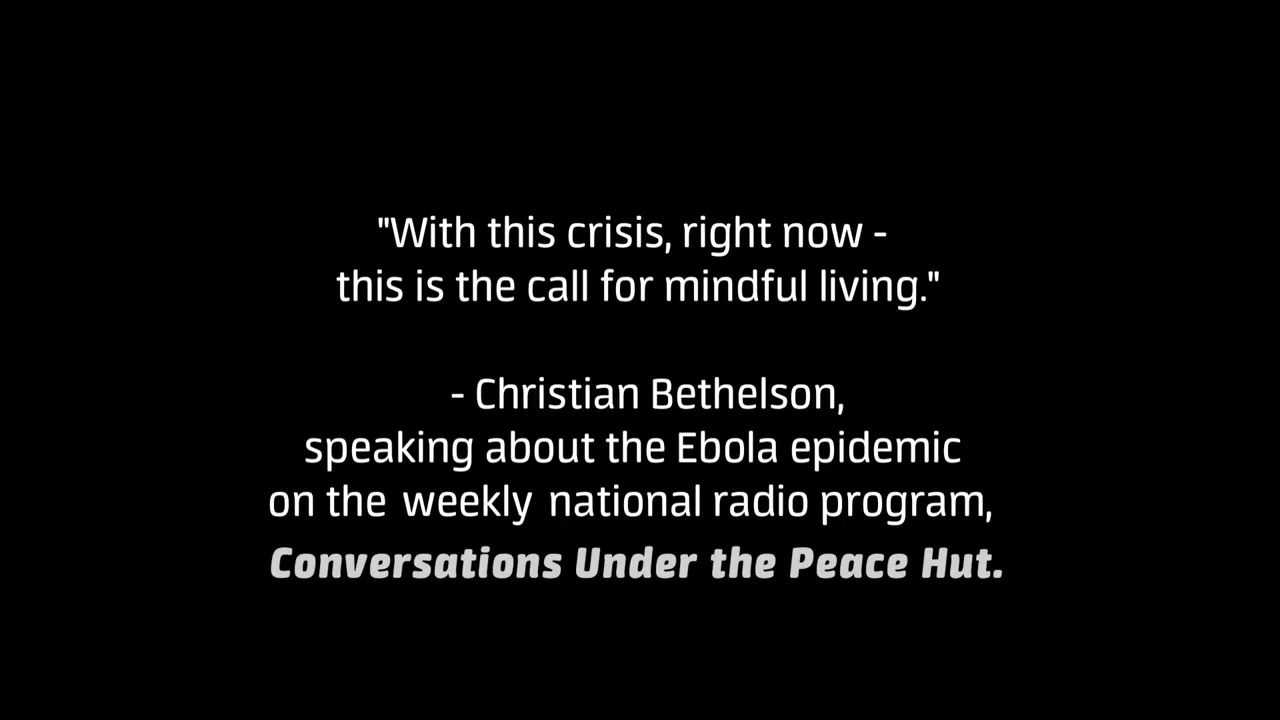 "With this crisis, right now -
this is the call for mindful living."
- Christian Bethelson,
speaking about the Ebola epidemic
on the weekly national radio program,
Conversations Under the Peace Hut.